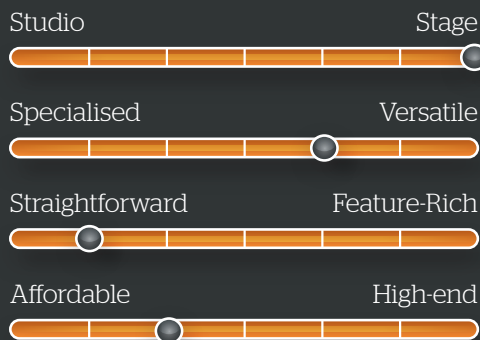 Studio Stage
Specialised Versatile
Straightforward Feature-Rich
Affordable High-end